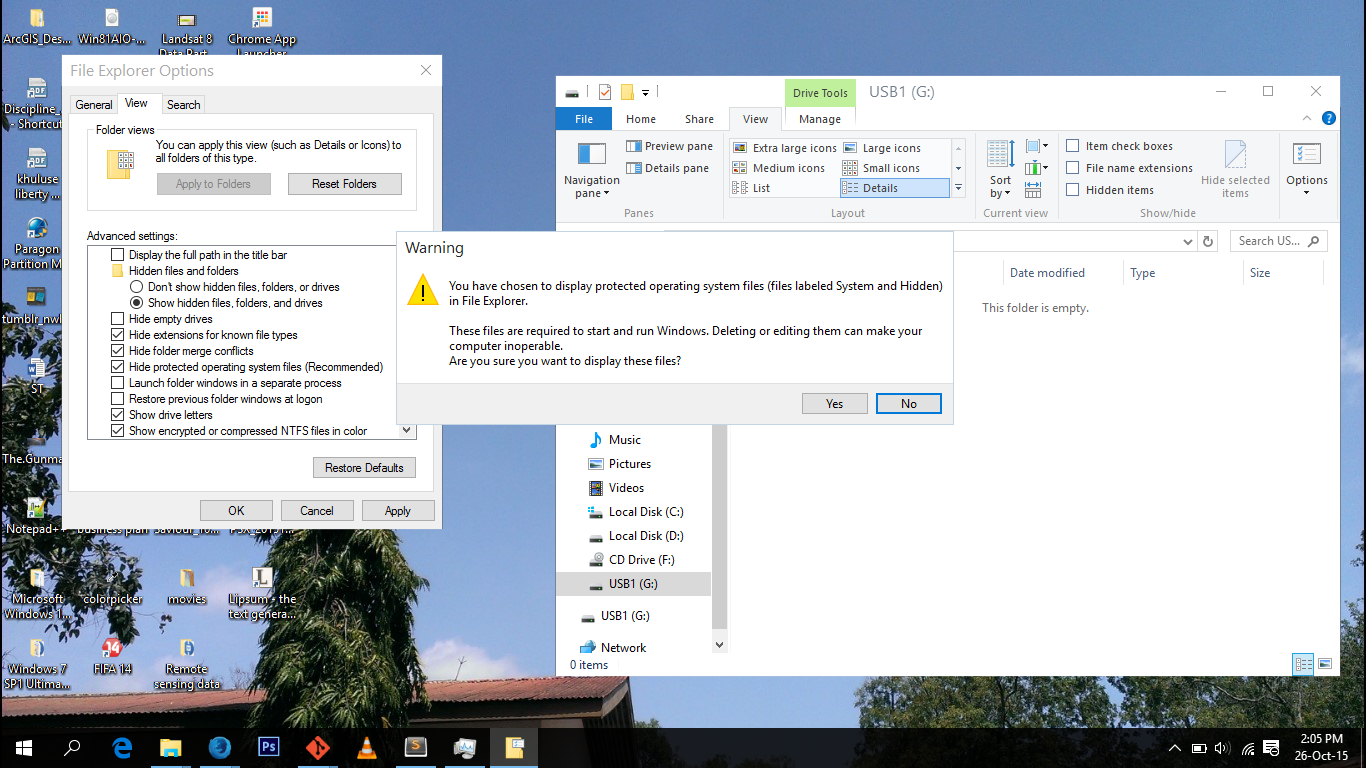 ArcGIS_Des...
Win81AIO-...
Landsat 8
Data Part
Chrome App
Launcher
Discipline_
- Shortcut
khuluse
liberty ...
Paragon
Partition M
tumblr_nwl
ST
The.Gunma
Notepad++
business plan
Microsoft
Windows 1...
colorpicker
movies
Lipsum - the
text genera...
Windows 7
SP1 Ultima...
FIFA 14
Remote
sensing data
File Explorer Options
General
View
Search
Folder views
You can apply this view (such as Details or Icons) to
all folders of this type.
Apply to Folders
Reset Folders
Advanced settings:
Display the full path in the title bar
Hidden files and folders
Don't show hidden files, folders, or drives
Show hidden files, folders, and drives
Hide empty drives
Hide extensions for known file types
Hide folder merge conflicts
Hide protected operating system files (Recommended)
Launch folder windows in a separate process
Restore previous folder windows at logon
Show drive letters
Show encrypted or compressed NTFS files in color
Restore Defaults
OK
Cancel
Apply
Drive Tools
USB1 (G:)
File
Home
Share
View
Manage
Navigation
pane
Preview pane
Details pane
Panes
Extra large icons
Large icons
Medium icons
Small icons
List
Details
Layout
Sort
by
Current view
Item check boxes
File name extensions
Hidden items
Hide selected
items
Show/hide
Options
Search US...
Date modified
Type
Size
This folder is empty.
Warning
You have chosen to display protected operating system files (files labeled System and Hidden)
in File Explorer.
These files are required to start and run Windows. Deleting or editing them can make your
computer inoperable.
Are you sure you want to display these files?
Yes
No
Music
Pictures
Videos
Local Disk (C:)
Local Disk (D:)
CD Drive (F:)
USB1 (G:)
USB1 (G:)
Network
0 items
Ps
2:05 PM
26-Oct-15